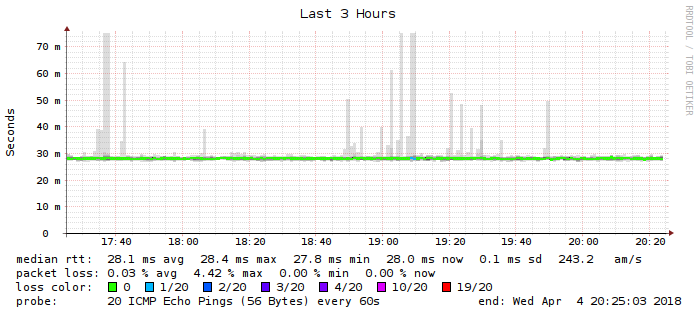 Last 3 Hours
RRDTOOL / TOBI OETIKER
Seconds
70 m
60 m
50 m
40 m
30 m
20 m
10 m
0
17:40 18:00 18:20 18:40 19:00 19:20 19:40 20:00 20:20
median rtt: 28.1 ms avg 28.4 ms max 27.8 ms min 28.0 ms now 0.1 ms sd 243.2 am/s
packet loss: 0.03 % avg 4.42 % max 0.00 % min 0.00 % now
loss color: 0 1/20 2/20 3/20 4/20 10/20 19/20
probe: 20 ICMP Echo Pings (56 Bytes) every 60s end: Wed Apr 4 20:25:03 2018